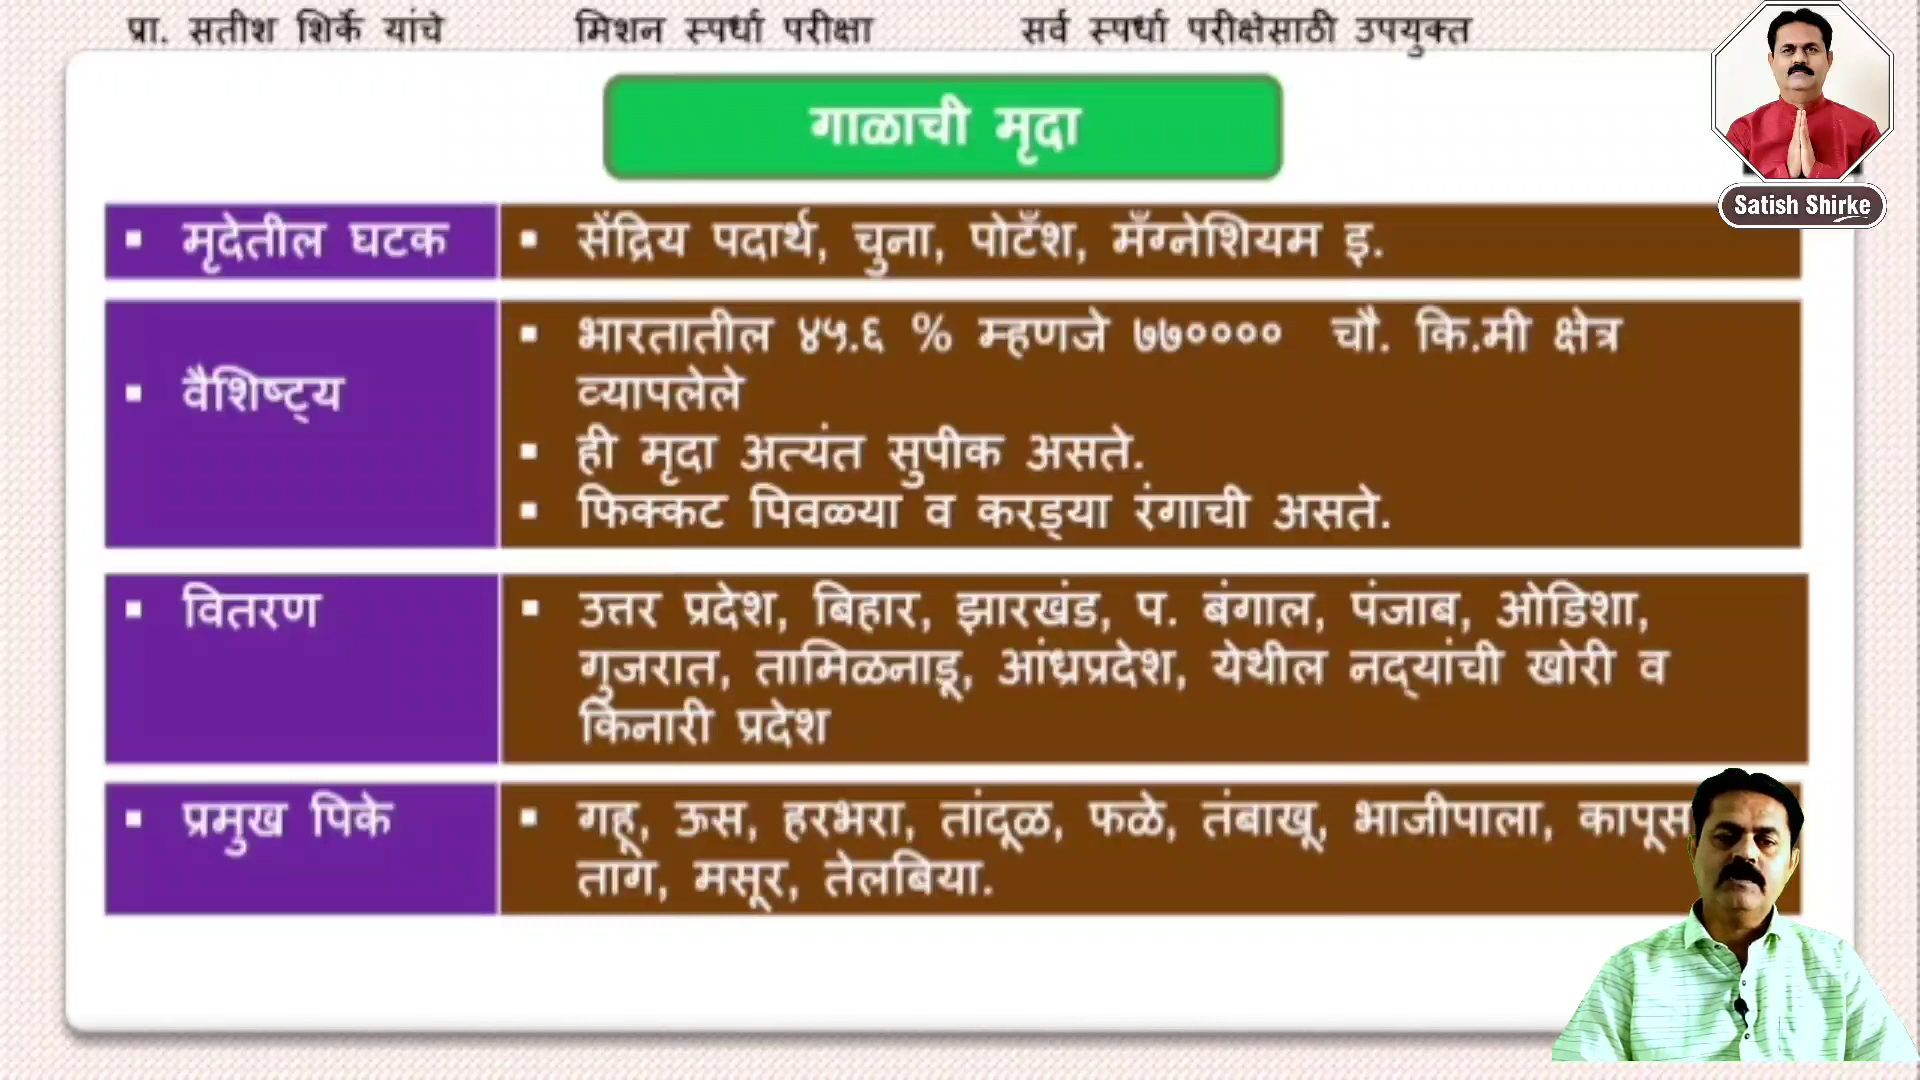 प्रा. सतीश शिर्के यांचे मिशन स्पर्धा परीक्षा सर्व स्पर्धा परीक्षेसाठी उपयुक्त
गाळाची मृदा
Satish Shirke
▪ मृदेतील घटक
▪ सेंद्रिय पदार्थ, चुना, पोटॅंश, मॅंग्नेशियम इ.
▪ वैशिष्ट्य
▪ भारतातील ४५.६ % म्हणजे ७७०००० चौ. कि.मी क्षेत्र
व्यापलेले
▪ ही मृदा अत्यंत सुपीक असते.
▪ फिक्कट पिवळ्या व करड्या रंगाची असते.
▪ वितरण
▪ उत्तर प्रदेश, बिहार, झारखंड, प. बंगाल, पंजाब, ओडिशा,
गुजरात, तामिळनाडू, आंध्रप्रदेश, येथील नद्यांची खोरी व
किनारी प्रदेश
▪ प्रमुख पिके
▪ गहू, ऊस, हरभरा, तांदूळ, फळे, तंबाखू, भाजीपाला, कापूस
ताग, मसूर, तेलबिया.